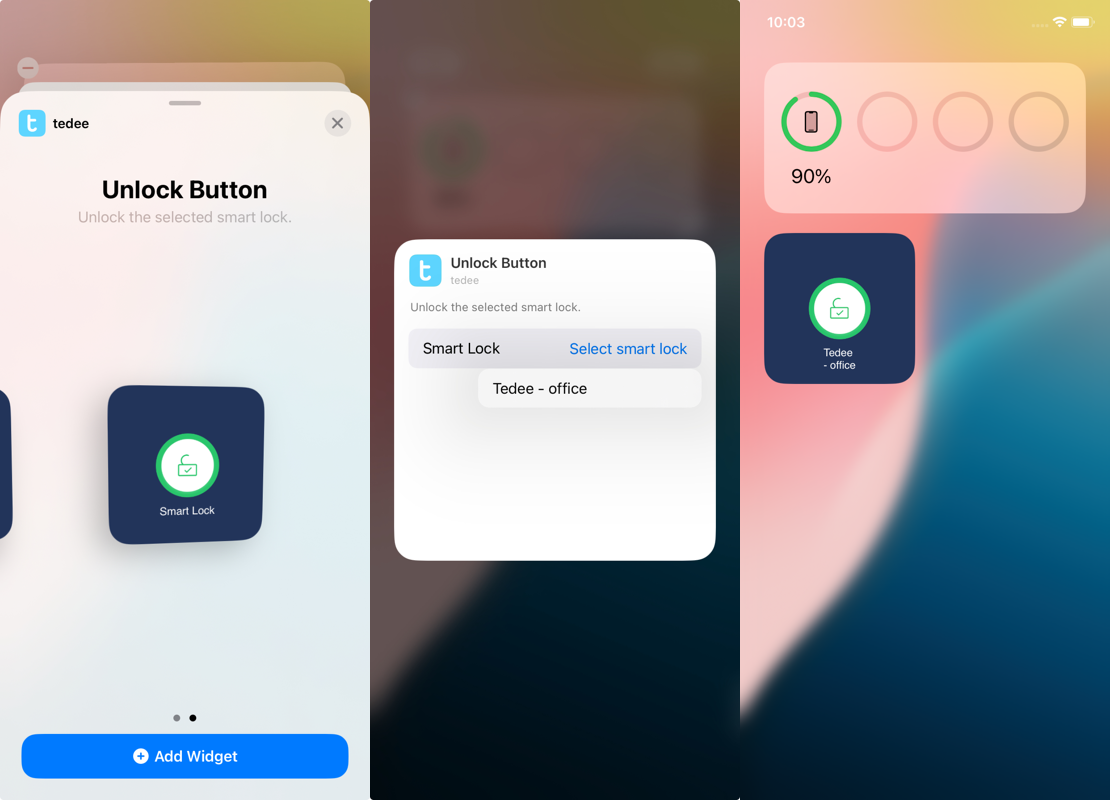 tedee
Unlock Button
Unlock the selected smart lock.
Smart Lock
Add Widget
Unlock Button
tedee
Unlock the selected smart lock.
Smart Lock Select smart lock
Tedee - office
10:03
90%
Tedee
- office